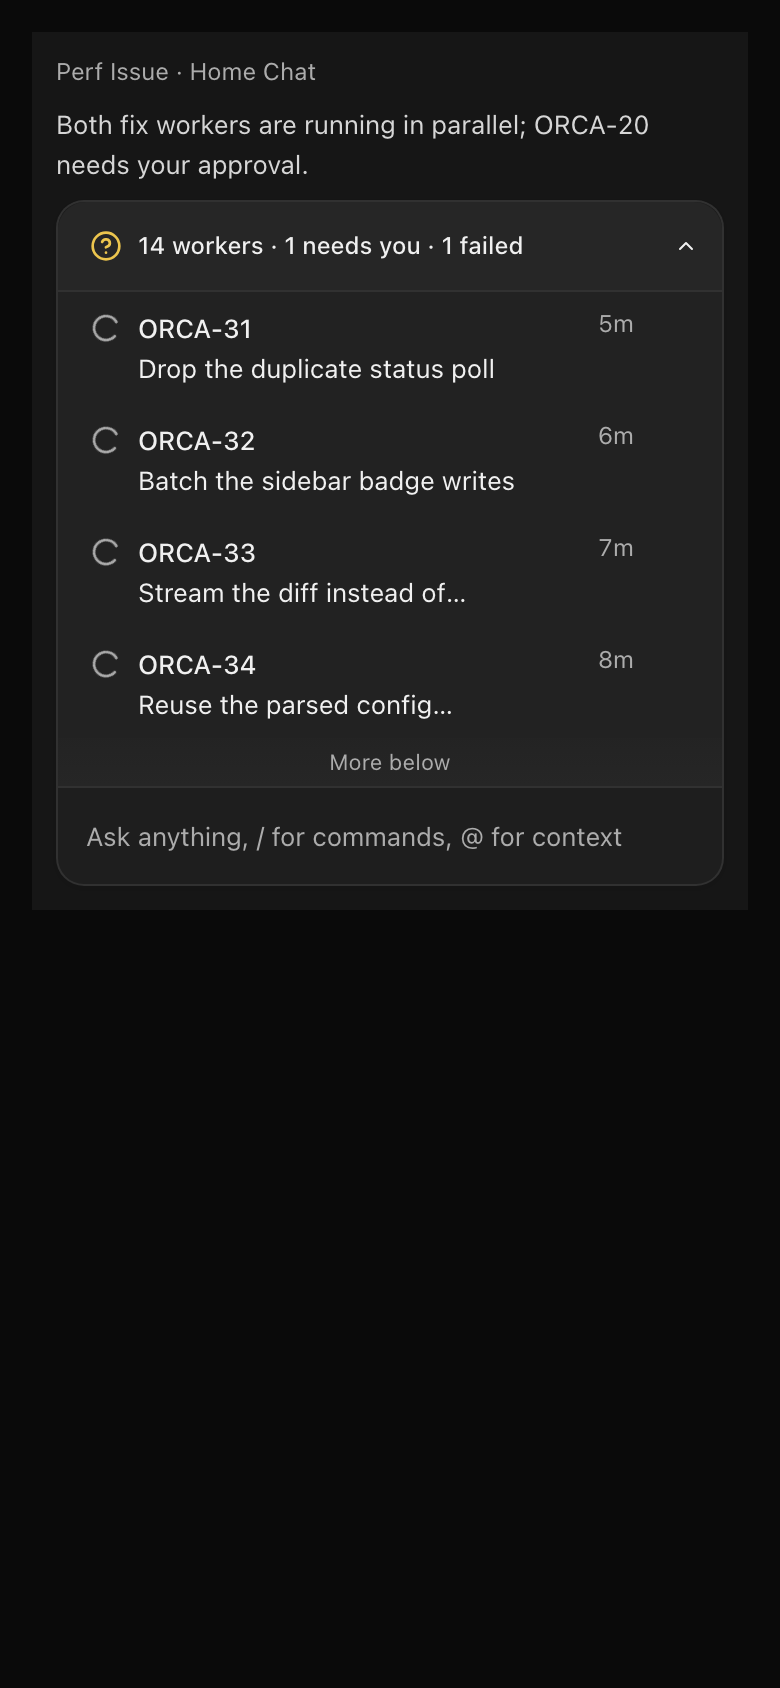 Perf Issue · Home Chat
Both fix workers are running in parallel; ORCA-20
needs your approval.
14 workers · 1 needs you · 1 failed
ORCA-31
5m
Drop the duplicate status poll
ORCA-32
6m
Batch the sidebar badge writes
ORCA-33
7m
Stream the diff instead of…
ORCA-34
8m
Reuse the parsed config…
More below
Ask anything, / for commands, @ for context